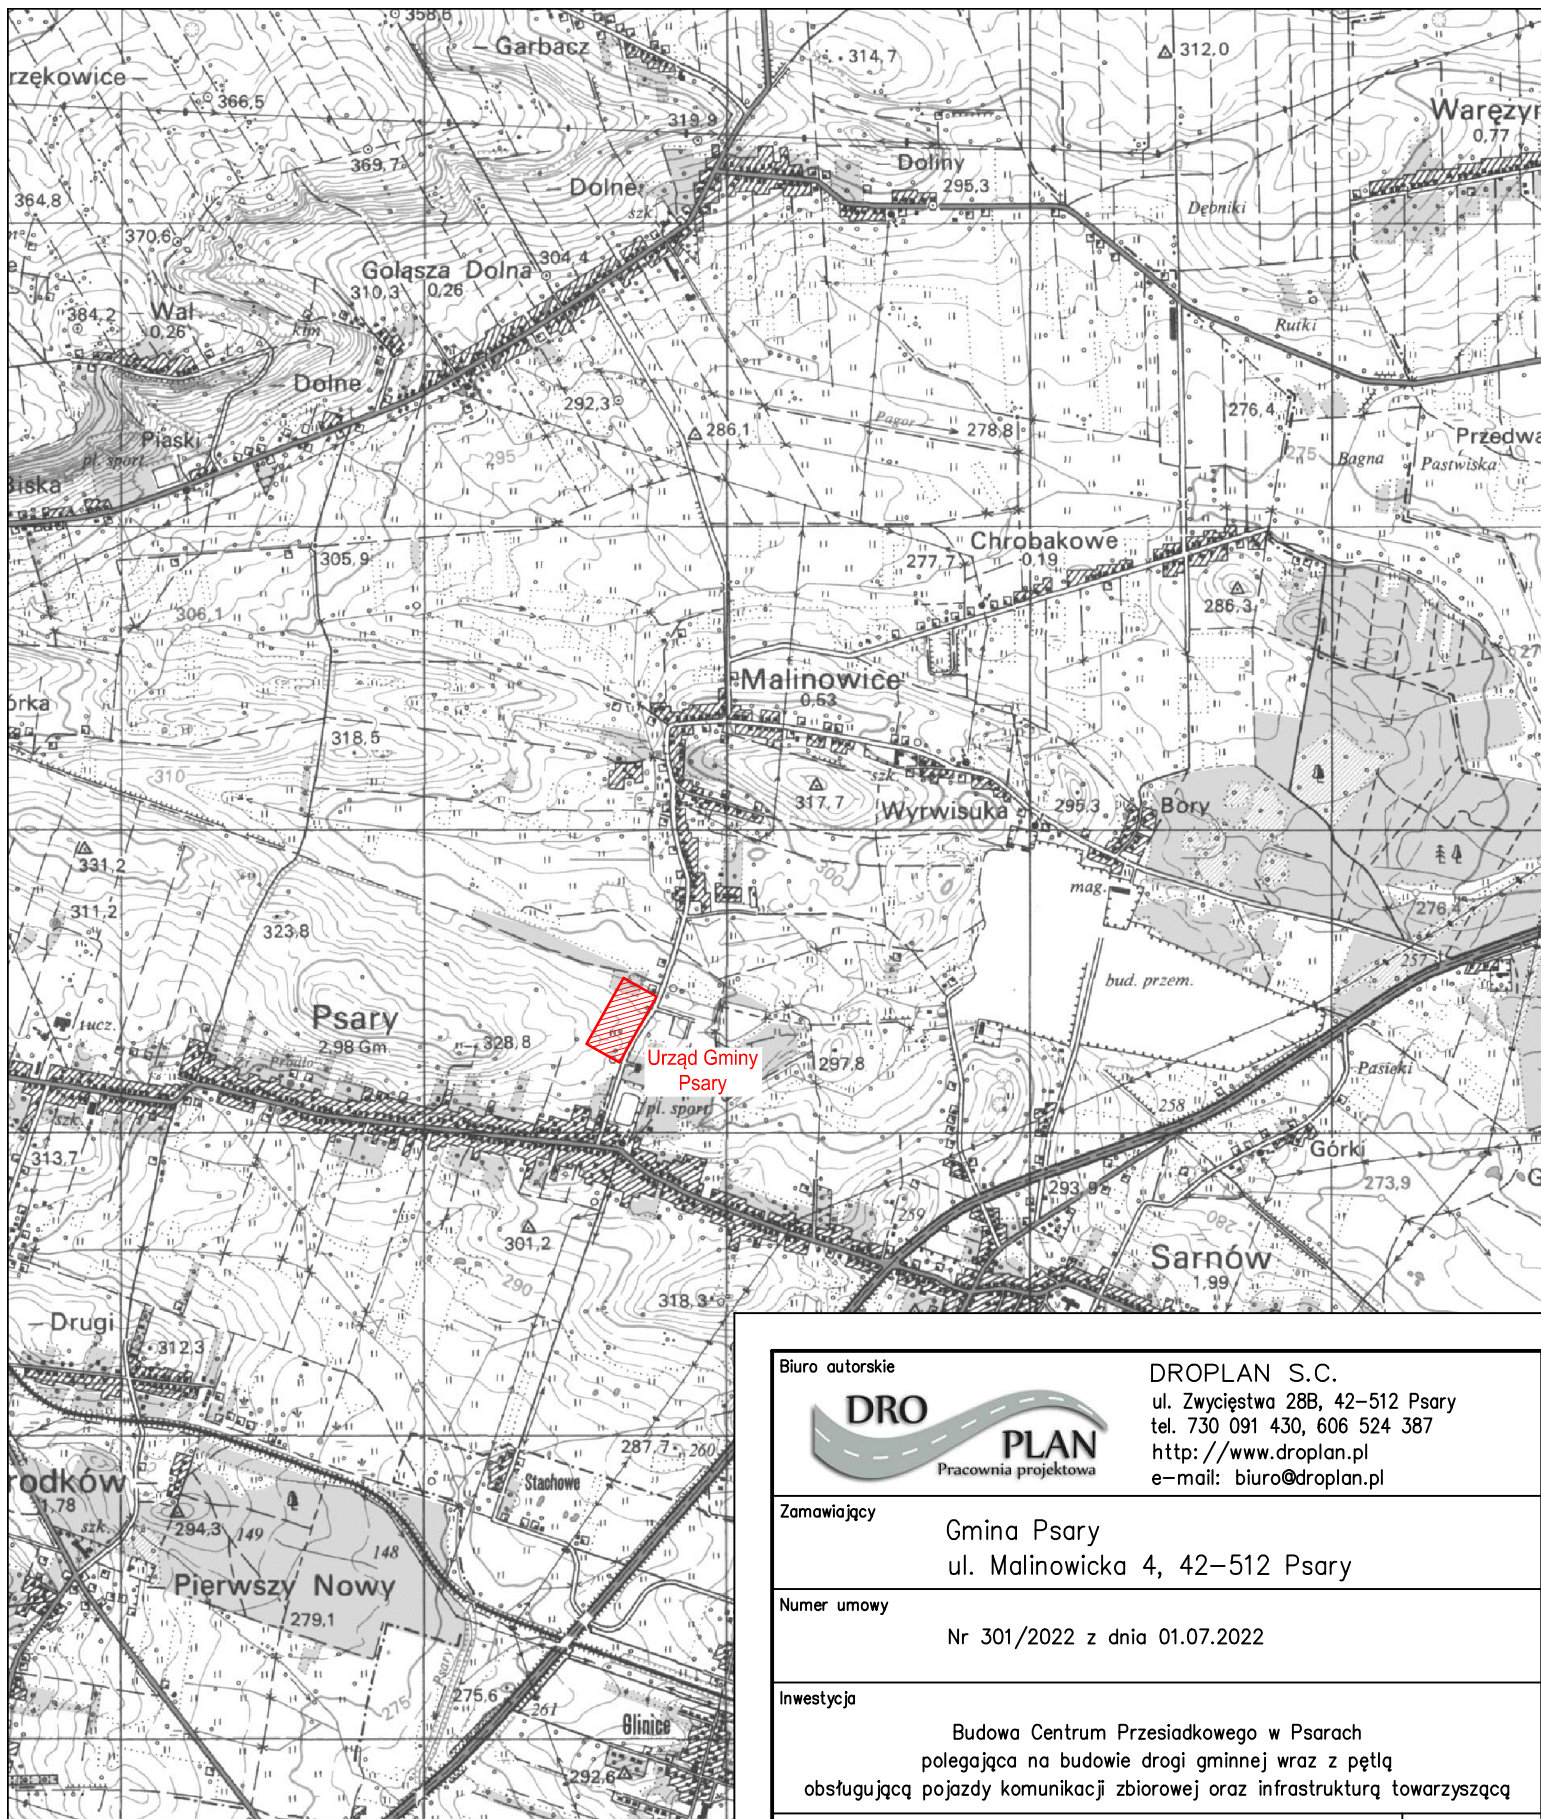 358,6
Garbacz
314,7
312,0
rzękowice
366,5
Waręzyn
0,77
319,9
369,7
Doliny
295,3
Dolne
szk.
364,8
Dębniki
370,6
304,4
Goląsza Dolna
310,3
0,26
384,2
Wal
0,26
klm
Rutki
Dolne
292,3
276,4
286,1
Pagor
278,8
Piaski
pl. sport.
295
275
Przedwa
Bagna
Pastwiska
Biska
305,9
277,7
Chrobakowe
0,19
286,3
306,1
Malinowice
0,53
órka
318,5
310
szk.
317,7
Wyrwisuka
295,3
Bory
331,2
300
mag.
311,2
276,4
323,8
257
bud. przem.
Psary
2,98 Gm
tucz.
328,8
Urząd Gminy
Psary
297,8
Pasieki
pl. sport.
258
szk.
313,7
Górki
293,9
273,9
259
280
301,2
Sarnów
1,99
290
318,3
Drugi
312,3
287,7
260
Stachowe
rodków
1,78
szk.
294,3
149
148
Pierwszy Nowy
279,1
275
Psary
275,6
261
Glinice
292,6
Biuro autorskie
DRO
PLAN
Pracownia projektowa
DROPLAN S.C.
ul. Zwycięstwa 28B, 42-512 Psary
tel. 730 091 430, 606 524 387
http://www.droplan.pl
e-mail: biuro@droplan.pl
Zamawiający
Gmina Psary
ul. Malinowicka 4, 42-512 Psary
Numer umowy
Nr 301/2022 z dnia 01.07.2022
Inwestycja
Budowa Centrum Przesiadkowego w Psarach
polegająca na budowie drogi gminnej wraz z pętlą
obsługującą pojazdy komunikacji zbiorowej oraz infrastrukturą towarzyszącą